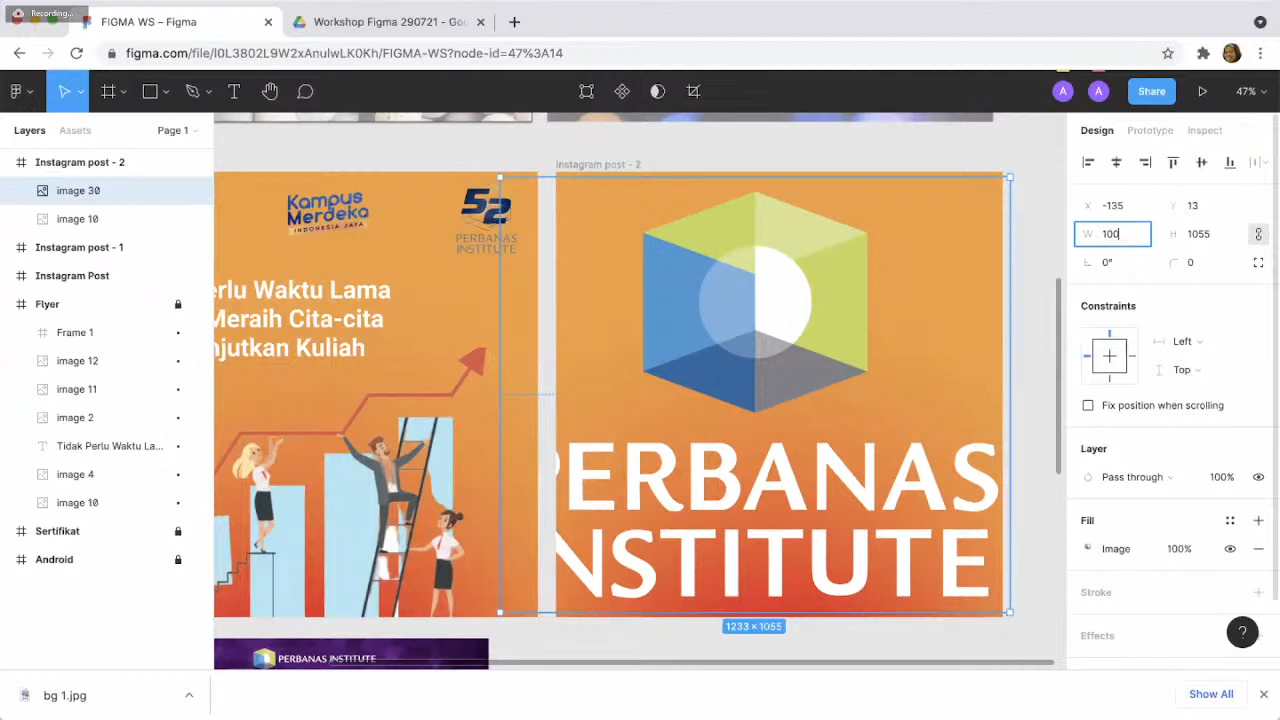 Recording...
FIGMA WS – Figma
Workshop Figma 290721 - Go
figma.com/file/l0L3802L9W2xAnulwLK0Kh/FIGMA-WS?node-id=47%3A14
A
A
Share
47%
Layers
Assets
Page 1
Instagram post - 2
image 30
image 10
Instagram post - 1
Instagram Post
Flyer
Frame 1
image 12
image 11
image 2
Tidak Perlu Waktu La...
image 4
image 10
Sertifikat
Android
Instagram post - 2
Kampus
Merdeka
INDONESIA JAYA
52
PERBANAS
INSTITUTE
erlu Waktu Lama
Meraih Cita-cita
njutkan Kuliah
PERBANAS
INSTITUTE
1233 × 1055
PERBANAS INSTITUTE
Design
Prototype
Inspect
X -135
Y 13
W 100
H 1055
0°
0
Constraints
Left
Top
Fix position when scrolling
Layer
Pass through
100%
Fill
Image
100%
Stroke
Effects
?
bg 1.jpg
Show All